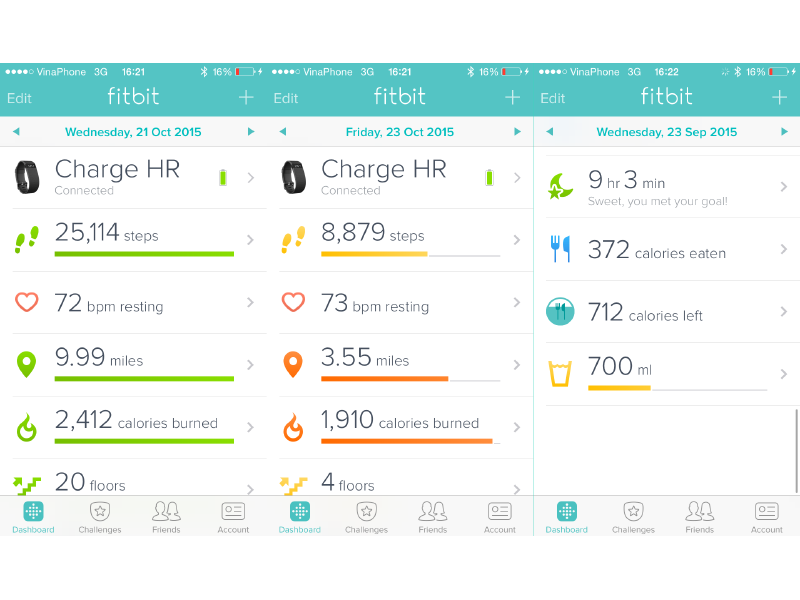 VinaPhone 3G 16:21 16%
Edit fitbit +
Wednesday, 21 Oct 2015
Charge HR
Connected
25,114 steps
72 bpm resting
9.99 miles
2,412 calories burned
20 floors
Dashboard Challenges Friends Account
VinaPhone 3G 16:21 16%
Edit fitbit +
Friday, 23 Oct 2015
Charge HR
Connected
8,879 steps
73 bpm resting
3.55 miles
1,910 calories burned
4 floors
Dashboard Challenges Friends Account
VinaPhone 3G 16:22 16%
Edit fitbit +
Wednesday, 23 Sep 2015
9 hr 3 min
Sweet, you met your goal!
372 calories eaten
712 calories left
700 ml
Dashboard Challenges Friends Account